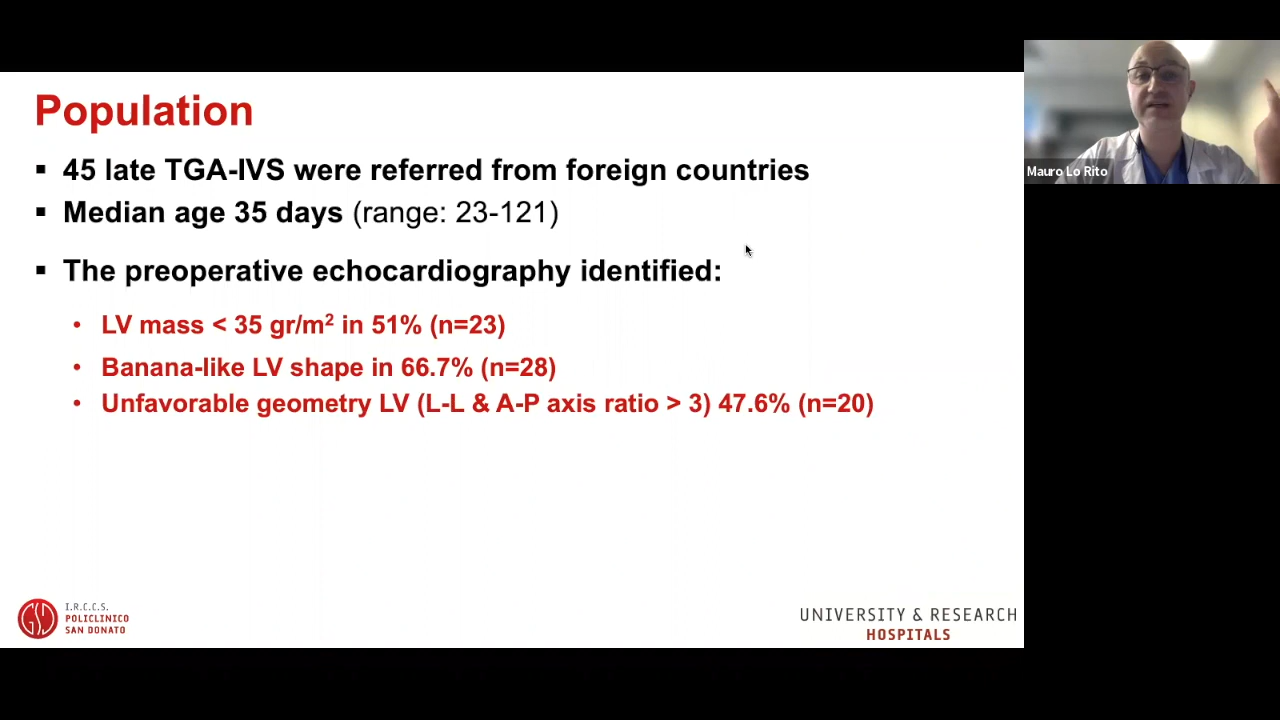 Population
▪ 45 late TGA-IVS were referred from foreign countries
▪ Median age 35 days (range: 23-121)
▪ The preoperative echocardiography identified:
• LV mass < 35 gr/m² in 51% (n=23)
• Banana-like LV shape in 66.7% (n=28)
• Unfavorable geometry LV (L-L & A-P axis ratio > 3) 47.6% (n=20)
Mauro Lo Rito
GSD
I.R.C.C.S.
POLICLINICO
SAN DONATO
UNIVERSITY & RESEARCH
HOSPITALS